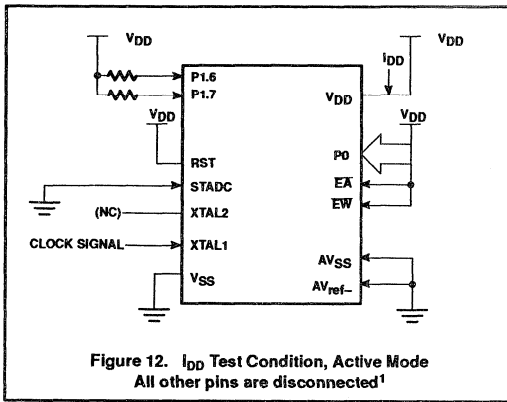 VDD
VDD
IDD
P1.6
P1.7
VDD
VDD
VDD
P0
RST
EA
STADC
EW
(NC)
XTAL2
CLOCK SIGNAL
XTAL1
AVSS
VSS
AVref–
Figure 12. IDD Test Condition, Active Mode
All other pins are disconnected1